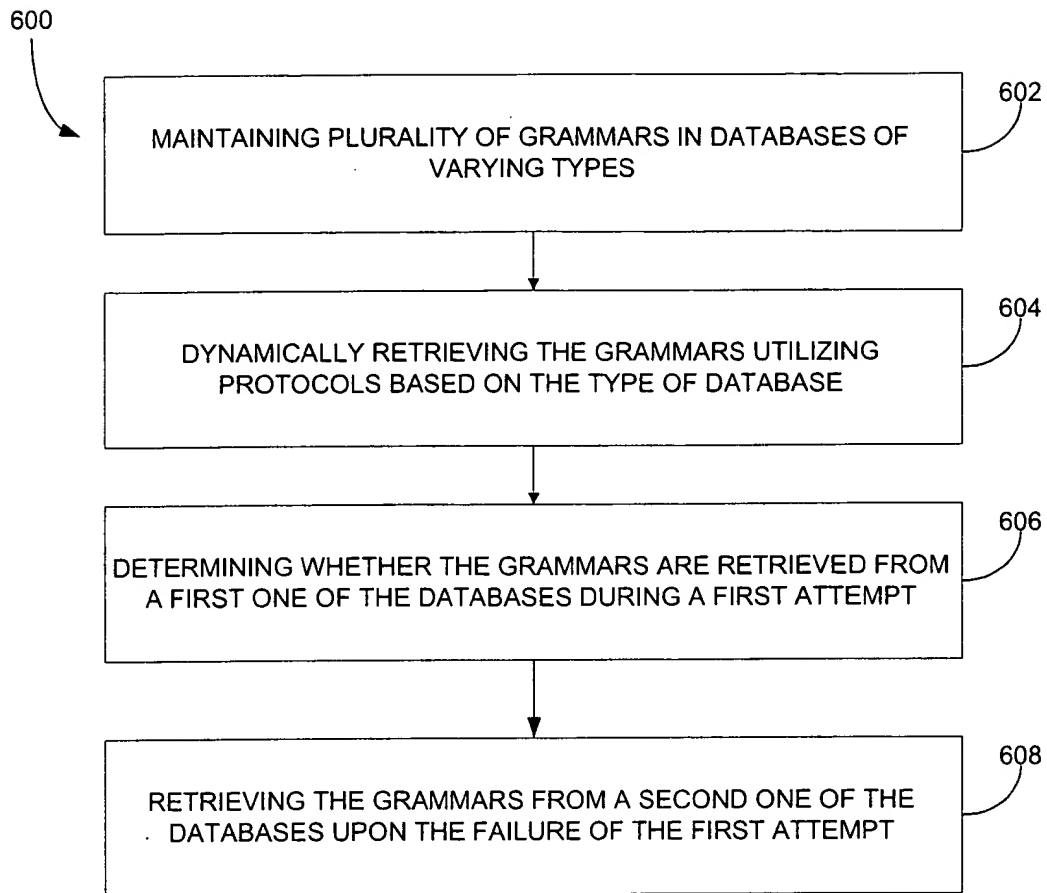 600
602
MAINTAINING PLURALITY OF GRAMMARS IN DATABASES OF
VARYING TYPES
604
DYNAMICALLY RETRIEVING THE GRAMMARS UTILIZING
PROTOCOLS BASED ON THE TYPE OF DATABASE
606
DETERMINING WHETHER THE GRAMMARS ARE RETRIEVED FROM
A FIRST ONE OF THE DATABASES DURING A FIRST ATTEMPT
608
RETRIEVING THE GRAMMARS FROM A SECOND ONE OF THE
DATABASES UPON THE FAILURE OF THE FIRST ATTEMPT